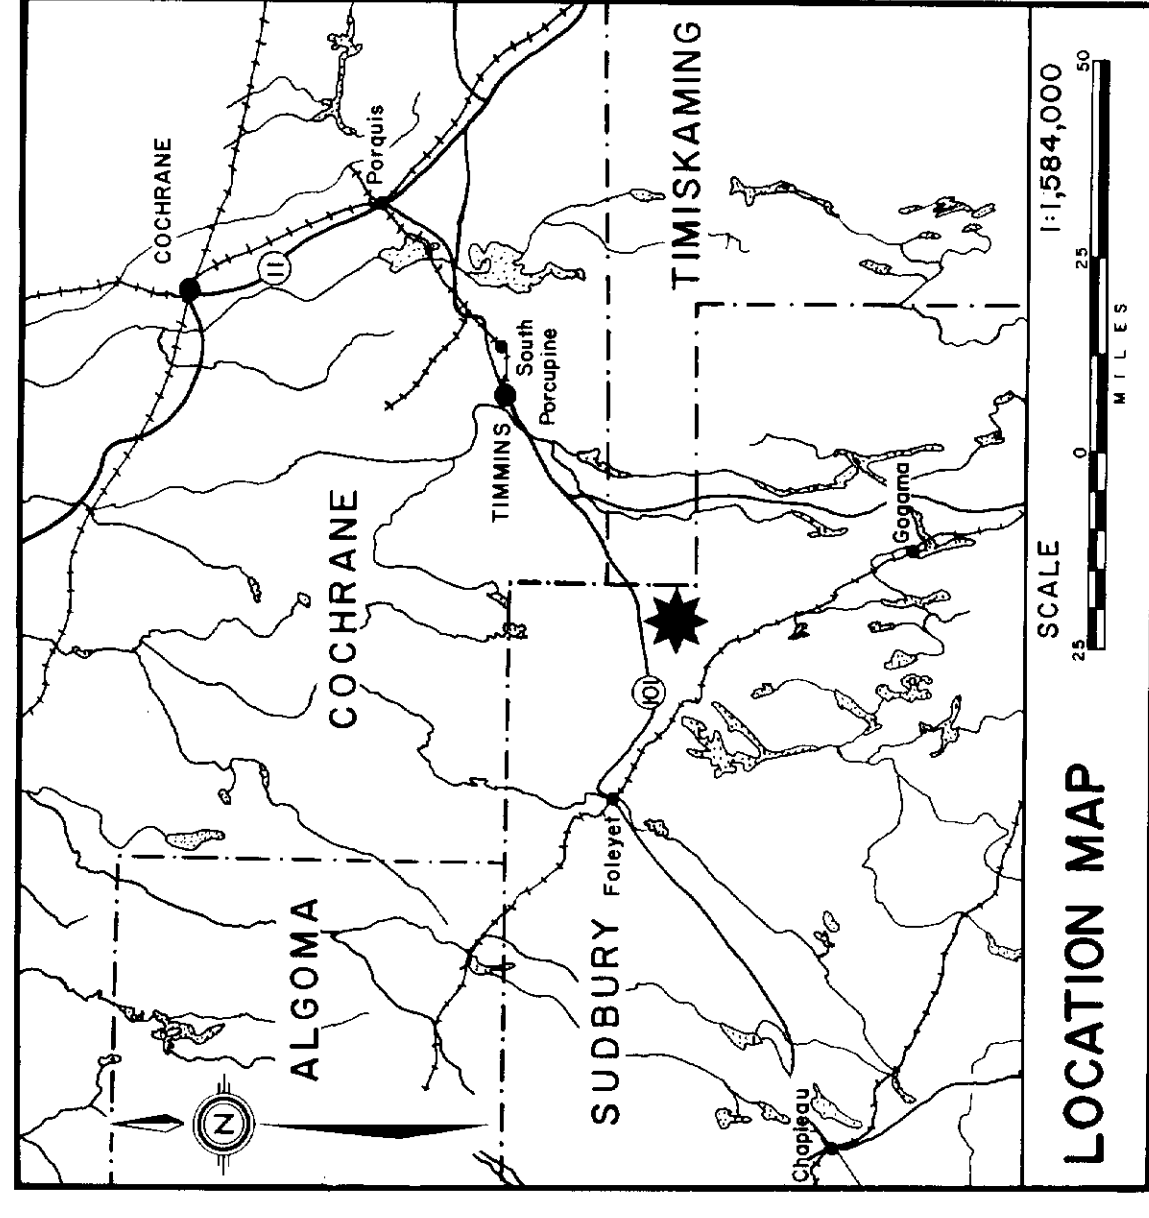 COCHRANE
N
11
ALGOMA
COCHRANE
Porquis
TIMMINS
South
Porcupine
SUDBURY
Foleyet
101
TIMISKAMING
Chapleau
Gogama
LOCATION MAP
SCALE 1:1,584,000
25 0 25 50
MILES